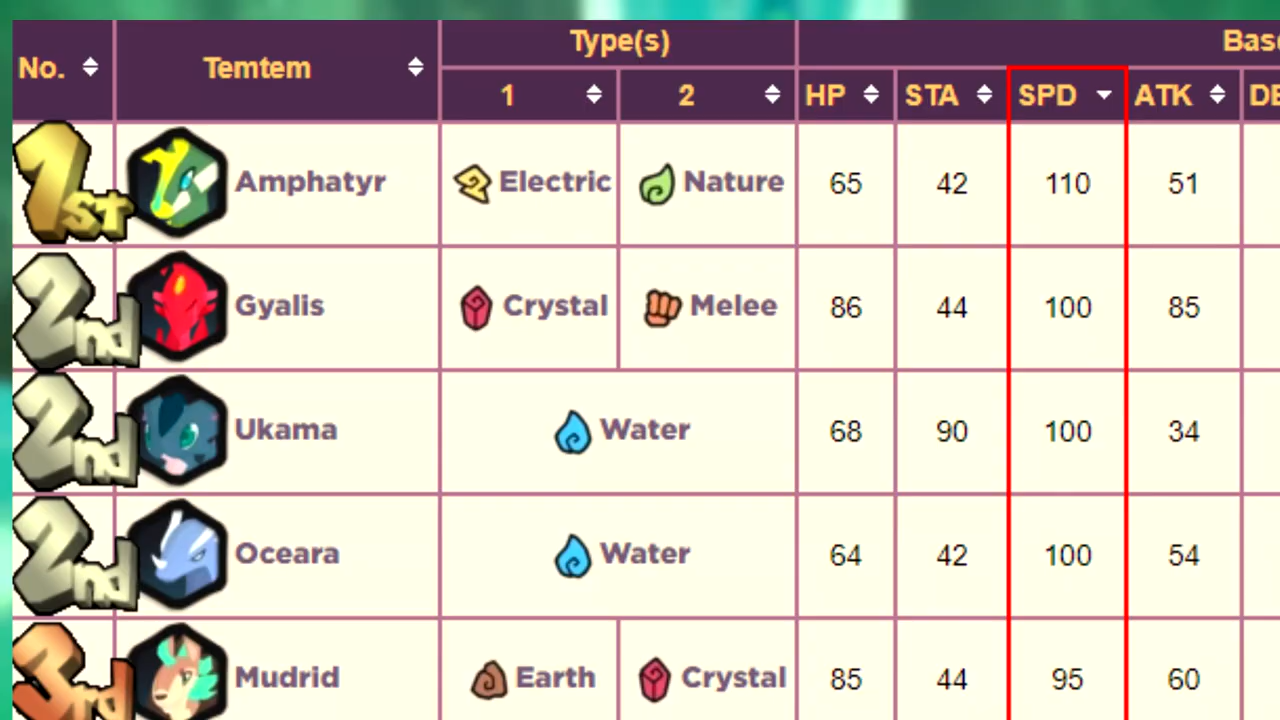 Type(s) Bas
No. Temtem
1 2 HP STA SPD ATK DE
1st Amphatyr Electric Nature 65 42 110 51
2nd Gyalis Crystal Melee 86 44 100 85
2nd Ukama Water 68 90 100 34
2nd Oceara Water 64 42 100 54
3rd Mudrid Earth Crystal 85 44 95 60